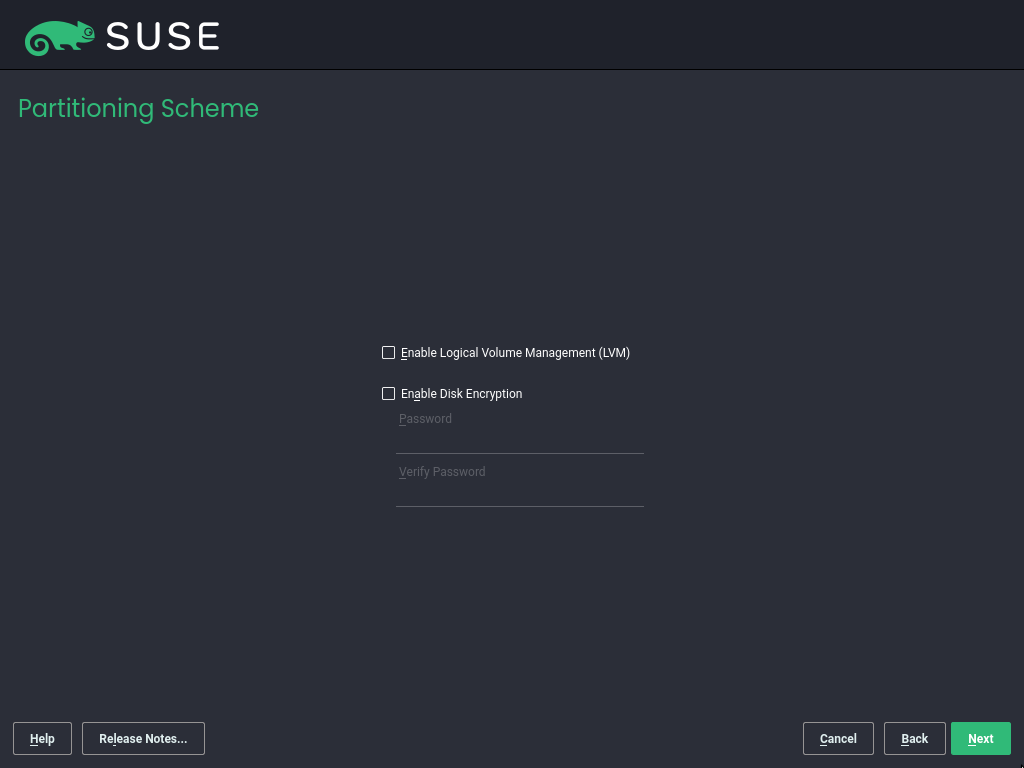 SUSE
Partitioning Scheme
Enable Logical Volume Management (LVM)
Enable Disk Encryption
Password
Verify Password
Help
Release Notes...
Cancel
Back
Next